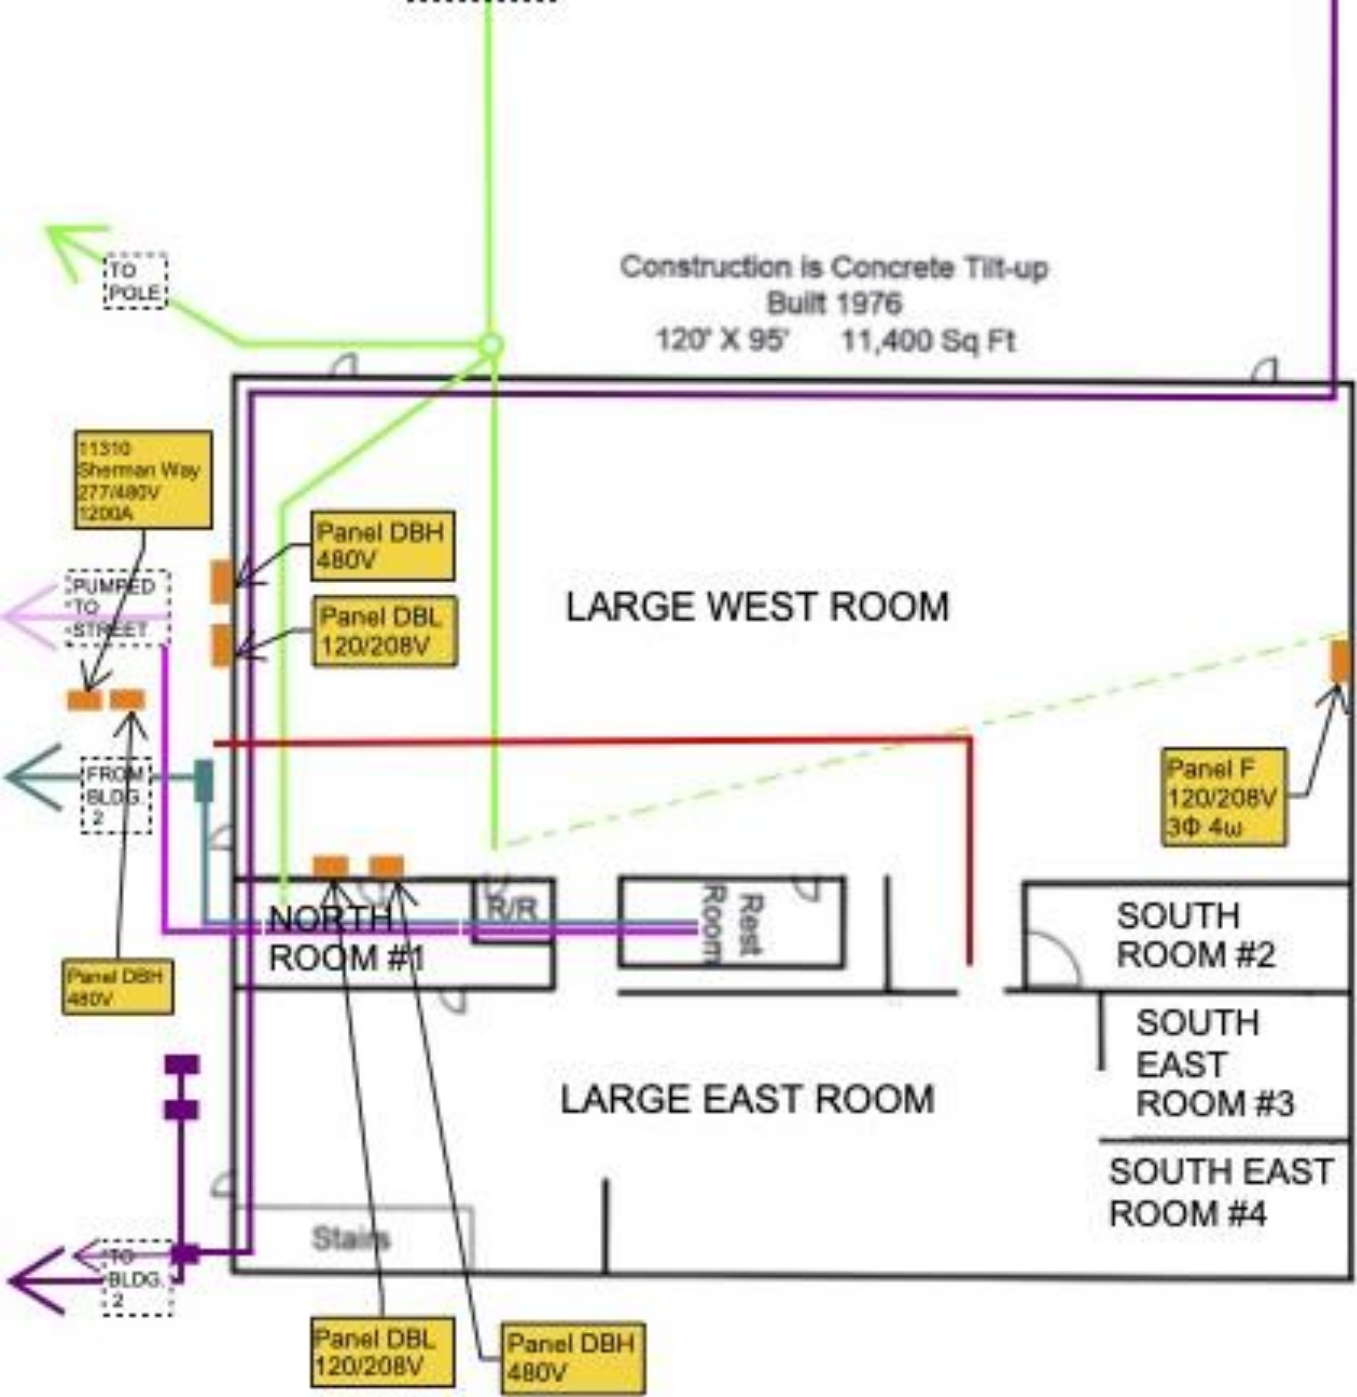 TO
POLE
Construction is Concrete Tilt-up
Built 1976
120' X 95' 11,400 Sq Ft
11310
Sherman Way
277/480V
1200A
Panel DBH
480V
PUMPED
TO
STREET
Panel DBL
120/208V
LARGE WEST ROOM
FROM
BLDG.
2
Panel F
120/208V
3Φ 4ω
NORTH
ROOM #1
R/R
Rest
Room
SOUTH
ROOM #2
Panel DBH
480V
SOUTH
EAST
ROOM #3
LARGE EAST ROOM
SOUTH EAST
ROOM #4
Stairs
TO
BLDG.
2
Panel DBL
120/208V
Panel DBH
480V